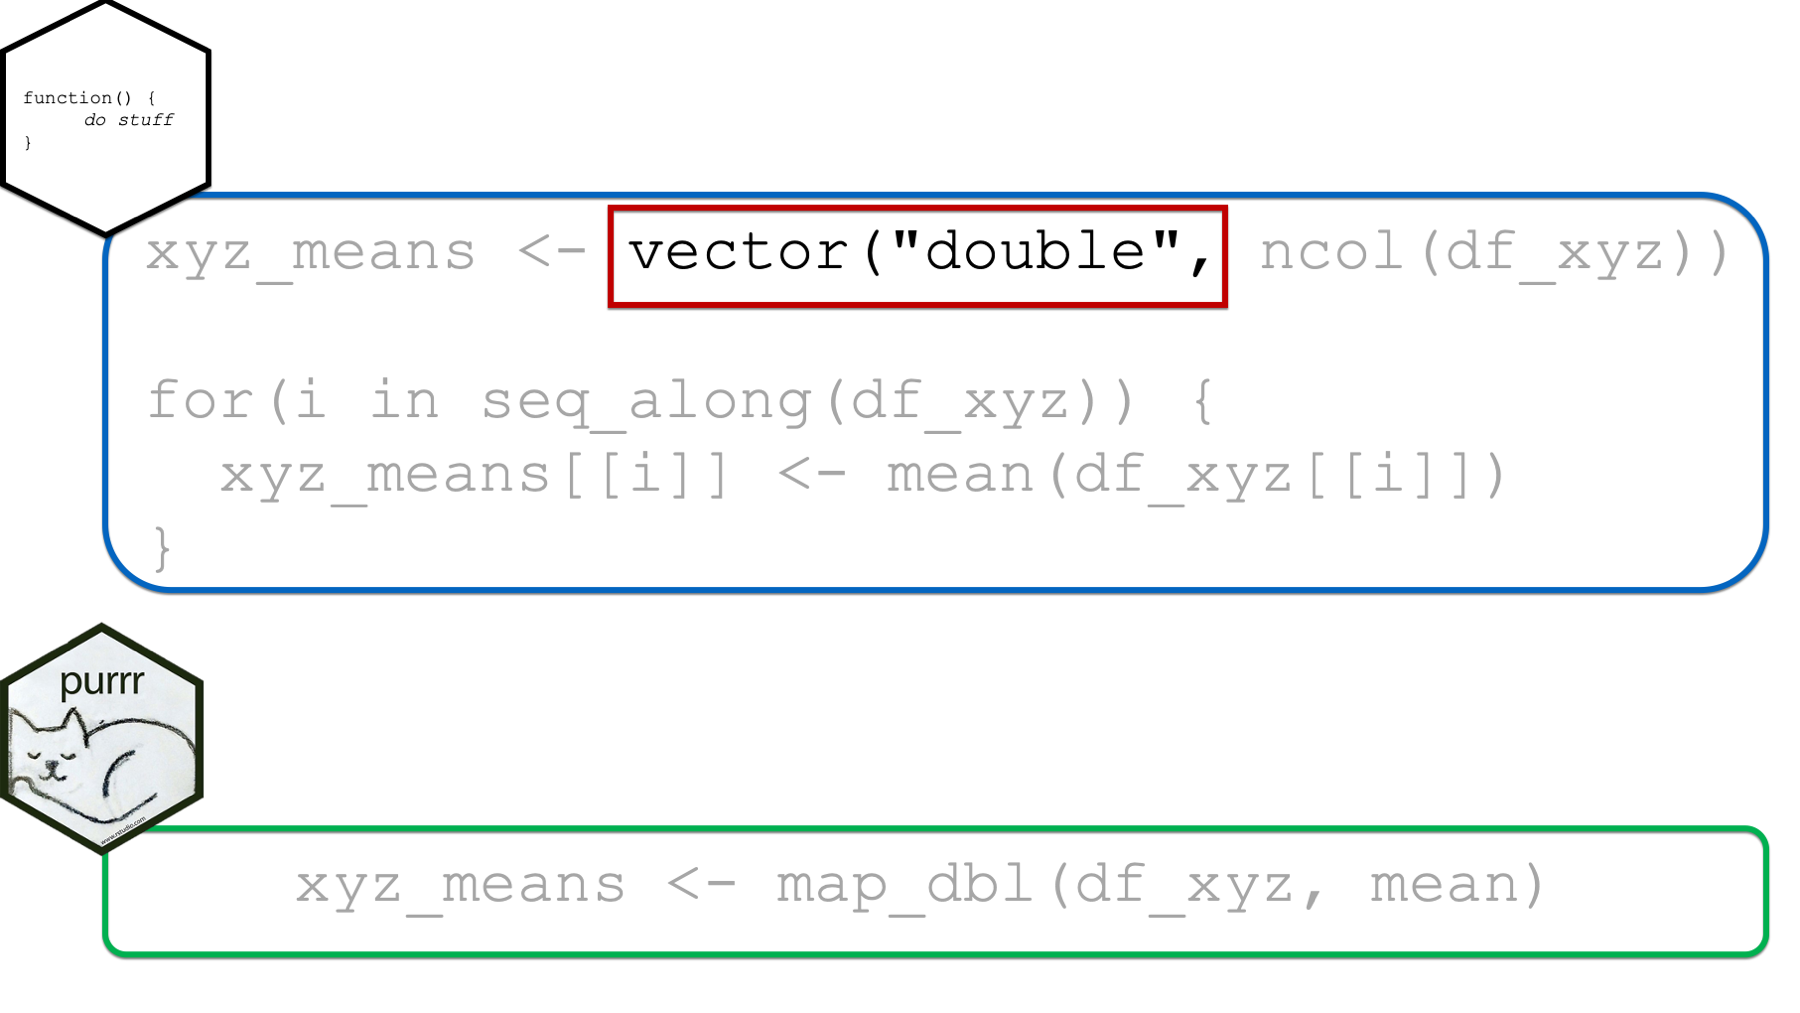 function() {
do stuff
}
xyz_means <- vector("double", ncol(df_xyz))
for(i in seq_along(df_xyz)) {
xyz_means[[i]] <- mean(df_xyz[[i]])
}
purrr
www.rstudio.com
xyz_means <- map_dbl(df_xyz, mean)